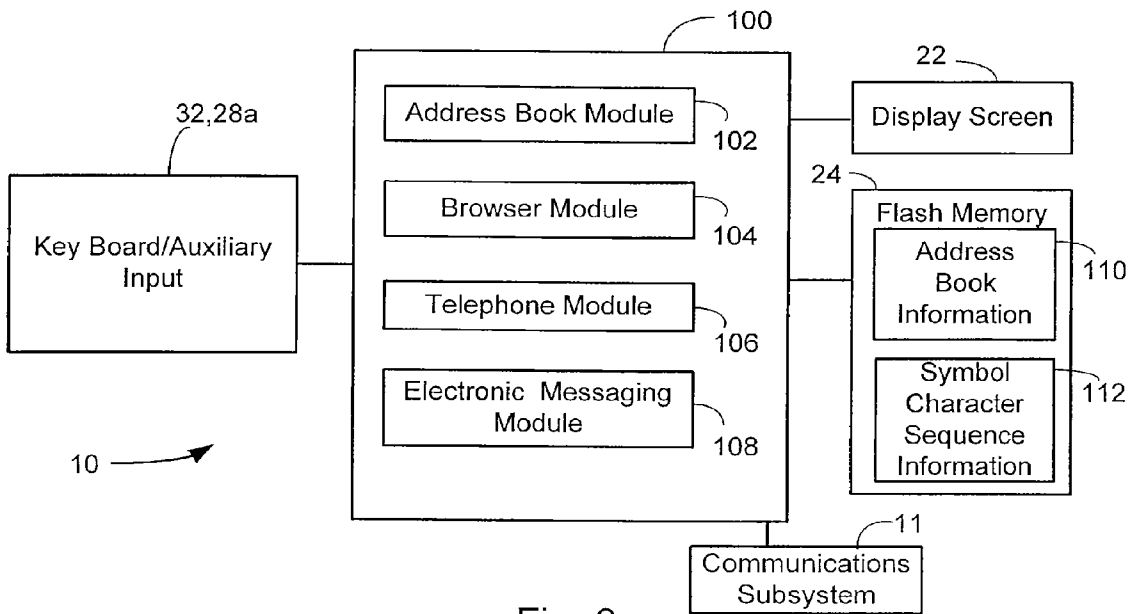 100
32,28a
22
Address Book Module
102
Display Screen
24
Flash Memory
Key Board/Auxiliary
Input
Browser Module
104
Address
Book
Information
110
Telephone Module
106
Electronic Messaging
Module
108
Symbol
Character
Sequence
Information
112
10
11
Communications
Subsystem